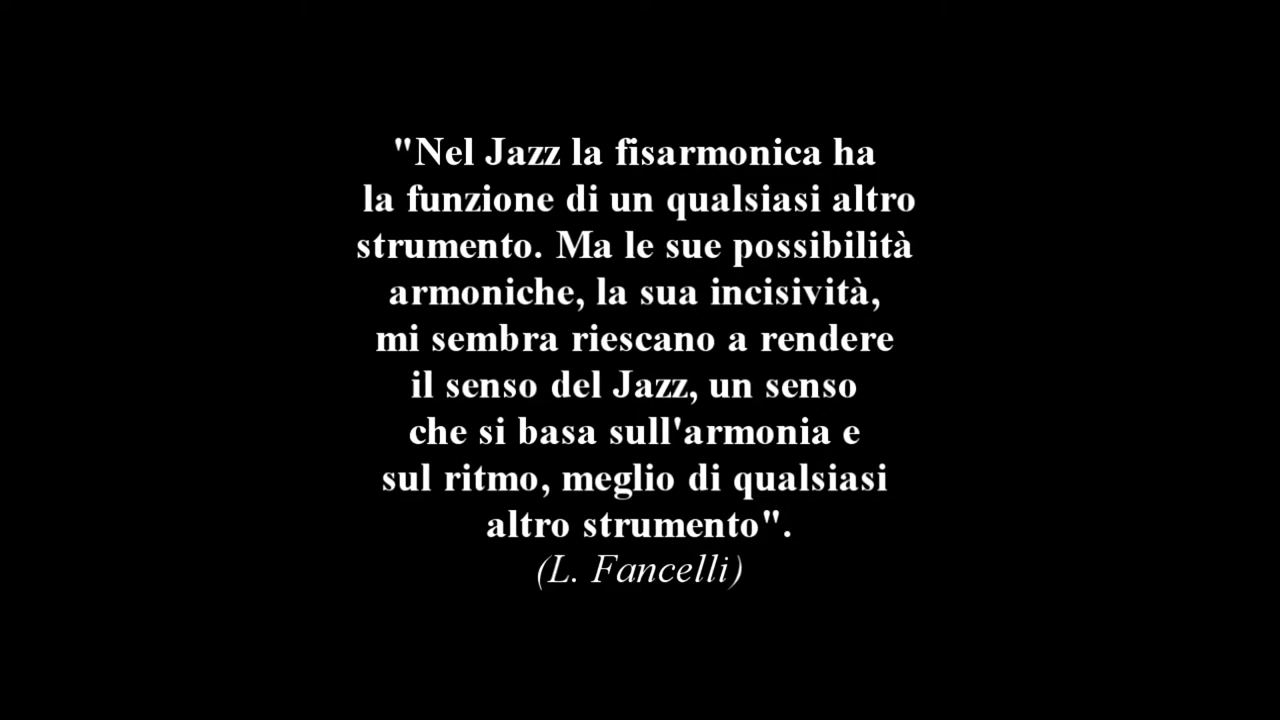 "Nel Jazz la fisarmonica ha
la funzione di un qualsiasi altro
strumento. Ma le sue possibilità
armoniche, la sua incisività,
mi sembra riescano a rendere
il senso del Jazz, un senso
che si basa sull'armonia e
sul ritmo, meglio di qualsiasi
altro strumento".
(L. Fancelli)